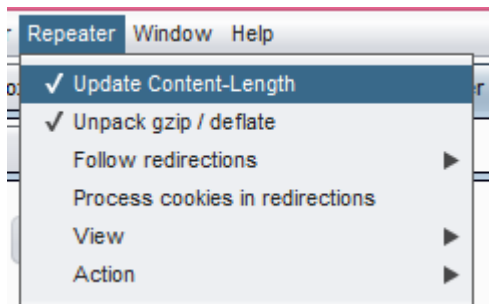 Repeater Window Help
Update Content-Length
Unpack gzip / deflate
Follow redirections
Process cookies in redirections
View
Action